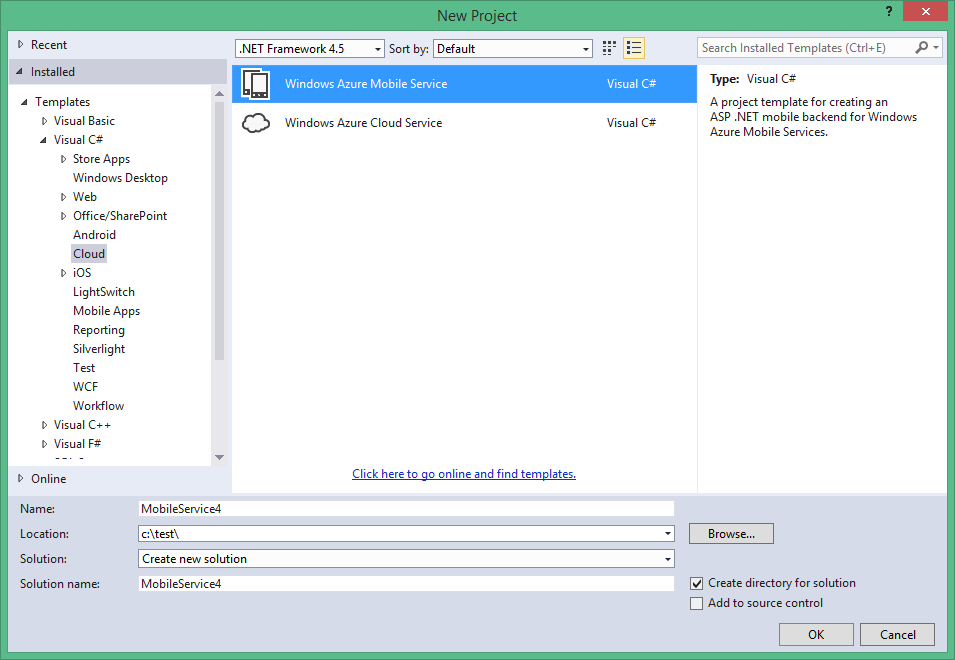 New Project
?
Recent
.NET Framework 4.5
Sort by:
Default
Search Installed Templates (Ctrl+E)
Installed
Templates
Visual Basic
Visual C#
Store Apps
Windows Desktop
Web
Office/SharePoint
Android
Cloud
iOS
LightSwitch
Mobile Apps
Reporting
Silverlight
Test
WCF
Workflow
Visual C++
Visual F#
Online
Windows Azure Mobile Service
Visual C#
Windows Azure Cloud Service
Visual C#
Click here to go online and find templates.
Type: Visual C#
A project template for creating an
ASP .NET mobile backend for Windows
Azure Mobile Services.
Name:
MobileService4
Location:
c:\test\
Browse...
Solution:
Create new solution
Solution name:
MobileService4
Create directory for solution
Add to source control
OK
Cancel